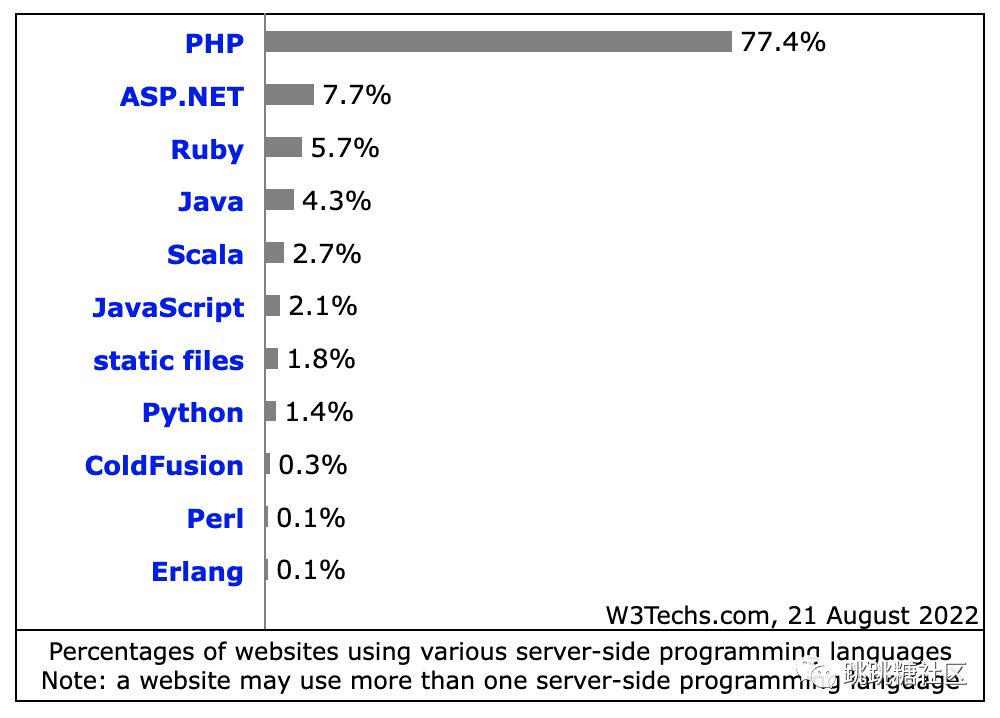 PHP 77.4%
ASP.NET 7.7%
Ruby 5.7%
Java 4.3%
Scala 2.7%
JavaScript 2.1%
static files 1.8%
Python 1.4%
ColdFusion 0.3%
Perl 0.1%
Erlang 0.1%
W3Techs.com, 21 August 2022
Percentages of websites using various server-side programming languages
Note: a website may use more than one server-side programming language
跳跳糖社区